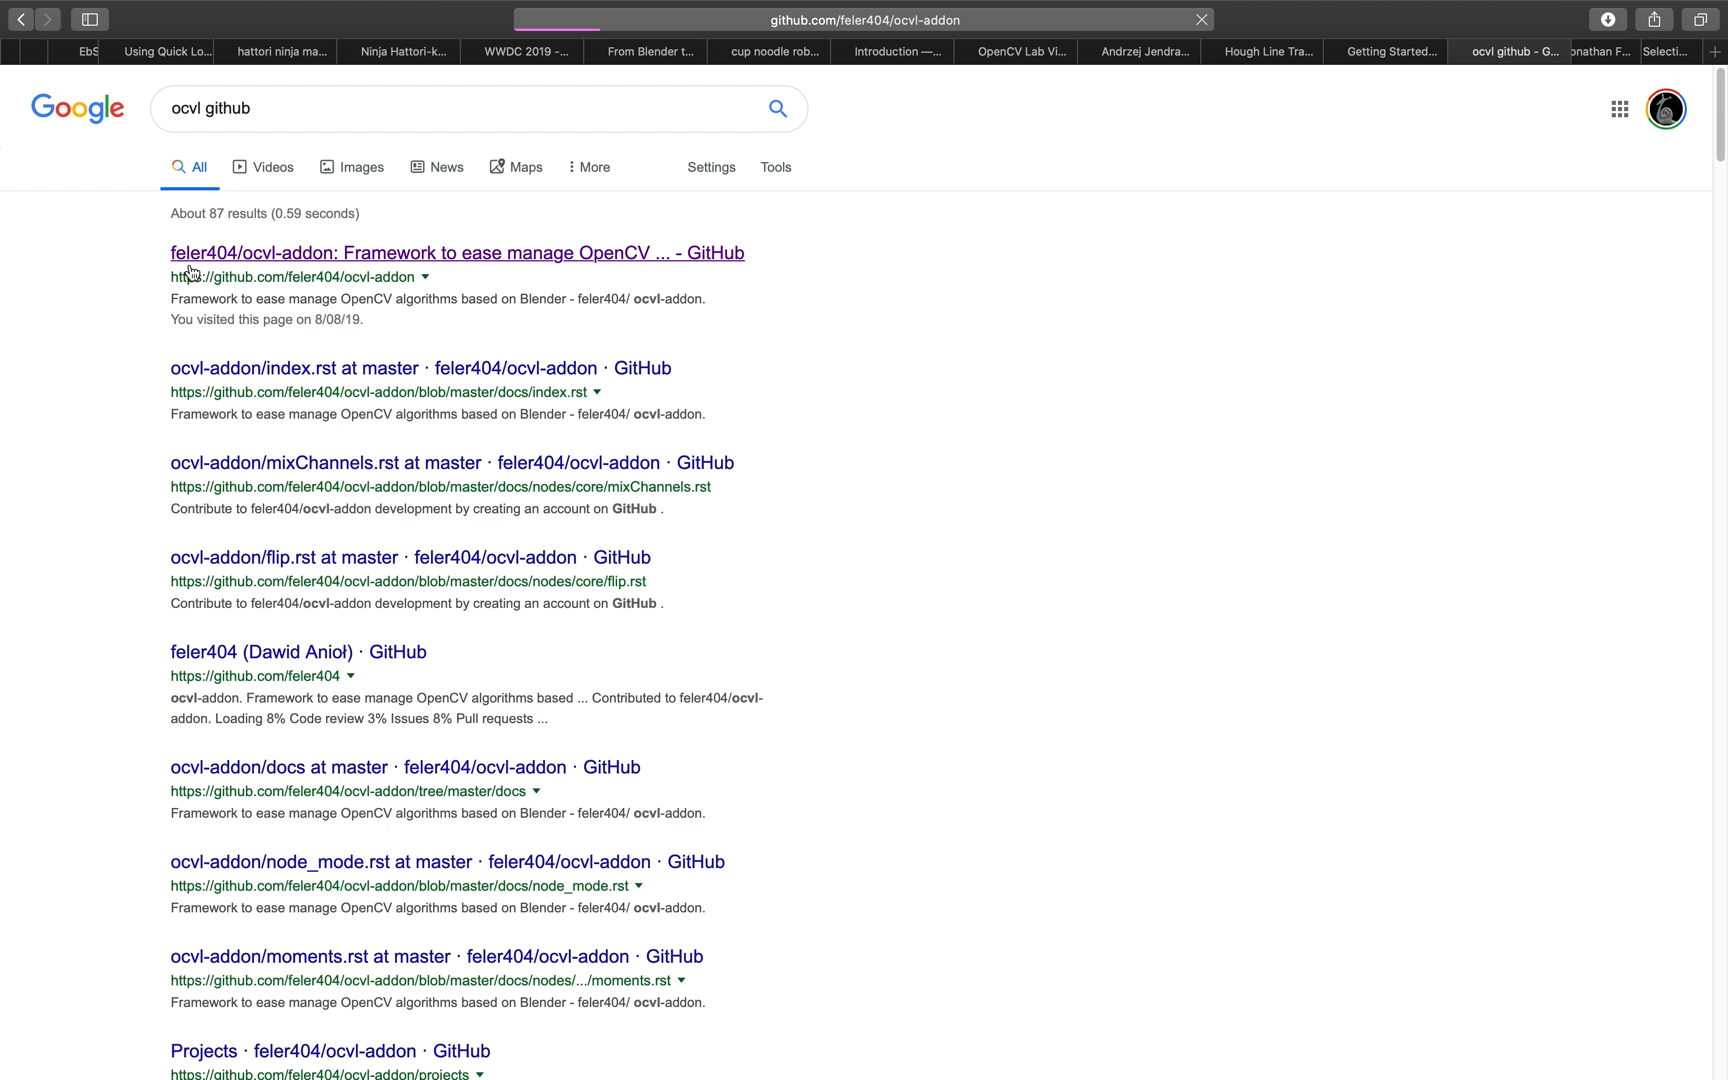 github.com/feler404/ocvl-addon
EbS
Using Quick Lo...
hattori ninja ma...
Ninja Hattori-k...
WWDC 2019 -...
From Blender t...
cup noodle rob...
Introduction —...
OpenCV Lab Vi...
Andrzej Jendra...
Hough Line Tra...
Getting Started...
ocvl github - G...
onathan F...
Selecti...
Google
ocvl github
All
Videos
Images
News
Maps
More
Settings
Tools
About 87 results (0.59 seconds)
feler404/ocvl-addon: Framework to ease manage OpenCV ... - GitHub
https://github.com/feler404/ocvl-addon
Framework to ease manage OpenCV algorithms based on Blender - feler404/ ocvl-addon.
You visited this page on 8/08/19.
ocvl-addon/index.rst at master · feler404/ocvl-addon · GitHub
https://github.com/feler404/ocvl-addon/blob/master/docs/index.rst
Framework to ease manage OpenCV algorithms based on Blender - feler404/ ocvl-addon.
ocvl-addon/mixChannels.rst at master · feler404/ocvl-addon · GitHub
https://github.com/feler404/ocvl-addon/blob/master/docs/nodes/core/mixChannels.rst
Contribute to feler404/ocvl-addon development by creating an account on GitHub .
ocvl-addon/flip.rst at master · feler404/ocvl-addon · GitHub
https://github.com/feler404/ocvl-addon/blob/master/docs/nodes/core/flip.rst
Contribute to feler404/ocvl-addon development by creating an account on GitHub .
feler404 (Dawid Anioł) · GitHub
https://github.com/feler404
ocvl-addon. Framework to ease manage OpenCV algorithms based ... Contributed to feler404/ocvl-
addon. Loading 8% Code review 3% Issues 8% Pull requests ...
ocvl-addon/docs at master · feler404/ocvl-addon · GitHub
https://github.com/feler404/ocvl-addon/tree/master/docs
Framework to ease manage OpenCV algorithms based on Blender - feler404/ ocvl-addon.
ocvl-addon/node_mode.rst at master · feler404/ocvl-addon · GitHub
https://github.com/feler404/ocvl-addon/blob/master/docs/node_mode.rst
Framework to ease manage OpenCV algorithms based on Blender - feler404/ ocvl-addon.
ocvl-addon/moments.rst at master · feler404/ocvl-addon · GitHub
https://github.com/feler404/ocvl-addon/blob/master/docs/nodes/.../moments.rst
Framework to ease manage OpenCV algorithms based on Blender - feler404/ ocvl-addon.
Projects · feler404/ocvl-addon · GitHub
https://github.com/feler404/ocvl-addon/projects